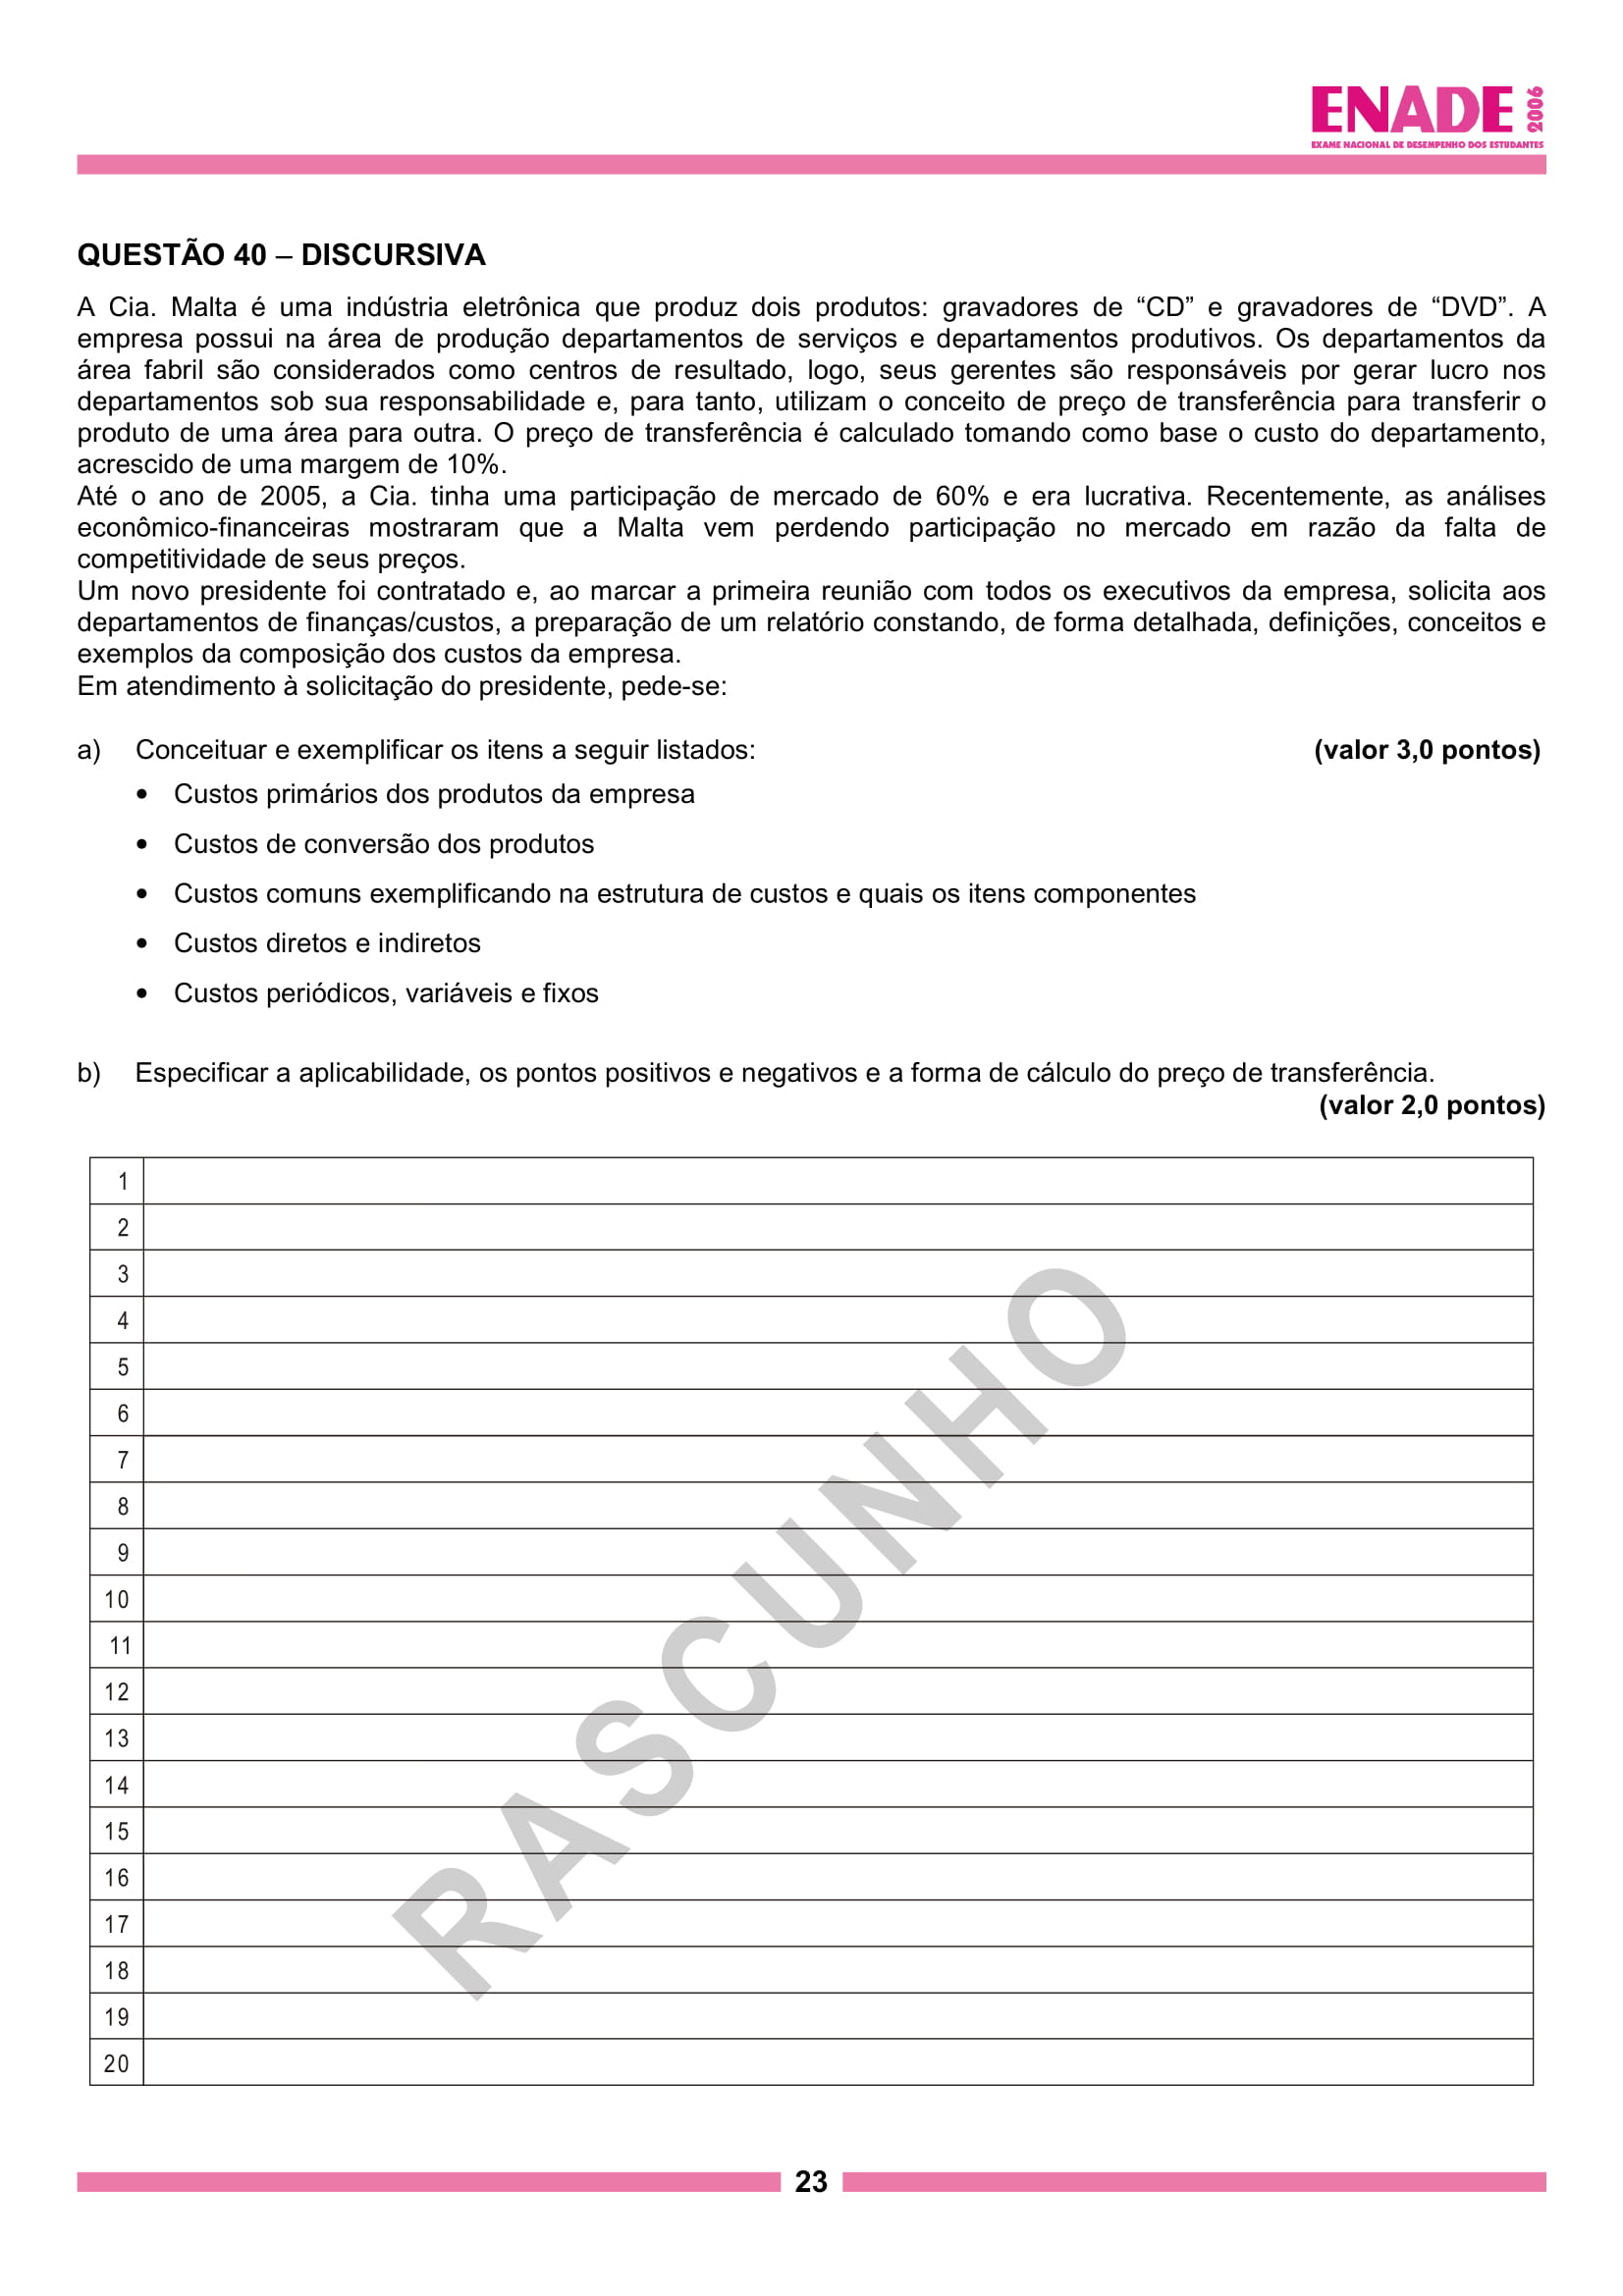 ENADE 2006
EXAME NACIONAL DE DESEMPENHO DOS ESTUDANTES
QUESTÃO 40 – DISCURSIVA
A Cia. Malta é uma indústria eletrônica que produz dois produtos: gravadores de “CD” e gravadores de “DVD”. A
empresa possui na área de produção departamentos de serviços e departamentos produtivos. Os departamentos da
área fabril são considerados como centros de resultado, logo, seus gerentes são responsáveis por gerar lucro nos
departamentos sob sua responsabilidade e, para tanto, utilizam o conceito de preço de transferência para transferir o
produto de uma área para outra. O preço de transferência é calculado tomando como base o custo do departamento,
acrescido de uma margem de 10%.
Até o ano de 2005, a Cia. tinha uma participação de mercado de 60% e era lucrativa. Recentemente, as análises
econômico-financeiras mostraram que a Malta vem perdendo participação no mercado em razão da falta de
competitividade de seus preços.
Um novo presidente foi contratado e, ao marcar a primeira reunião com todos os executivos da empresa, solicita aos
departamentos de finanças/custos, a preparação de um relatório constando, de forma detalhada, definições, conceitos e
exemplos da composição dos custos da empresa.
Em atendimento à solicitação do presidente, pede-se:
a) Conceituar e exemplificar os itens a seguir listados: (valor 3,0 pontos)
• Custos primários dos produtos da empresa
• Custos de conversão dos produtos
• Custos comuns exemplificando na estrutura de custos e quais os itens componentes
• Custos diretos e indiretos
• Custos periódicos, variáveis e fixos
b) Especificar a aplicabilidade, os pontos positivos e negativos e a forma de cálculo do preço de transferência.
(valor 2,0 pontos)
1
2
3
4
5
6
7
8
9
10
11
12
13
14
15
16
17
18
19
20
RASCUNHO
23